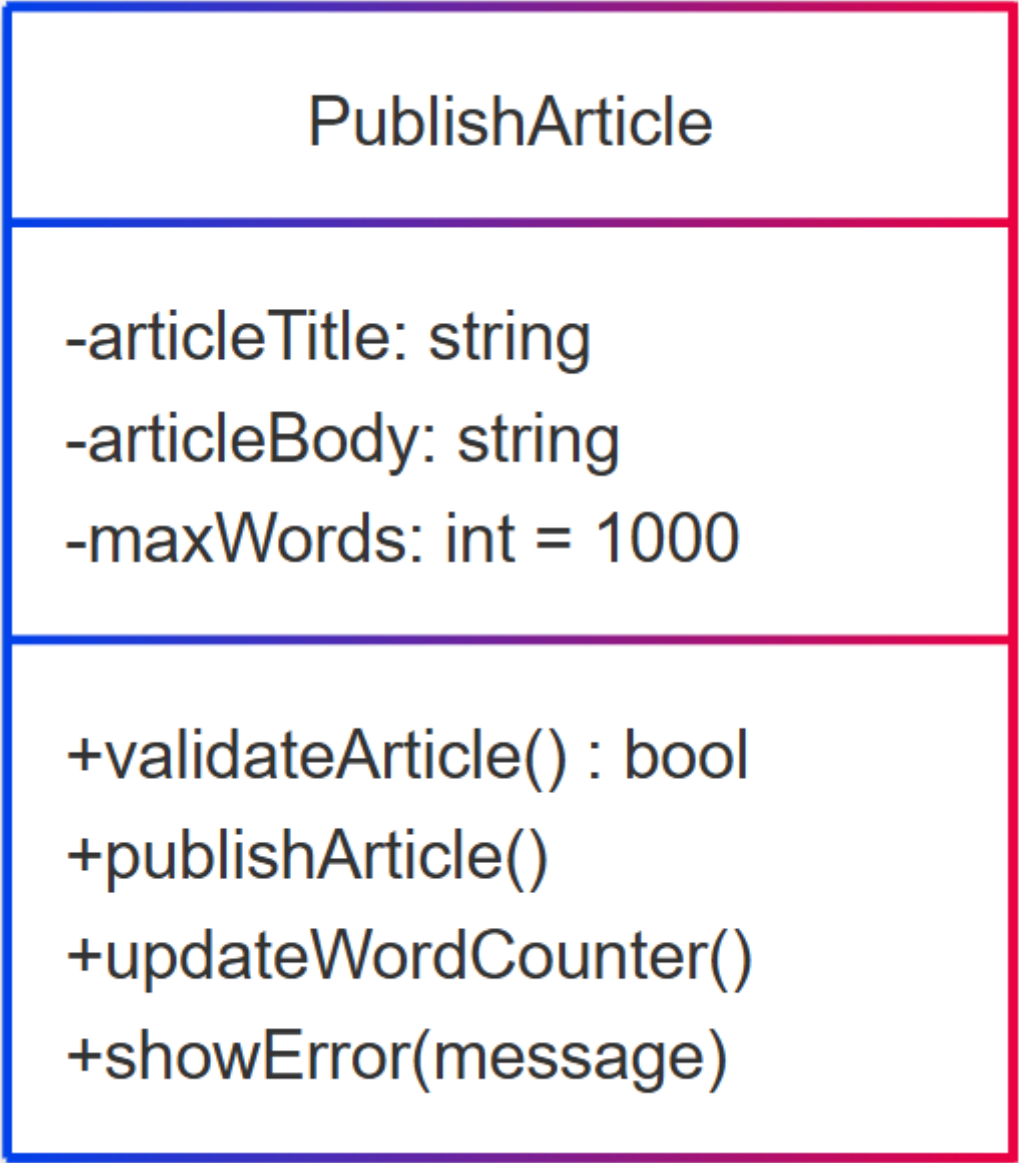 PublishArticle
-articleTitle: string
-articleBody: string
-maxWords: int = 1000
+validateArticle() : bool
+publishArticle()
+updateWordCounter()
+showError(message)